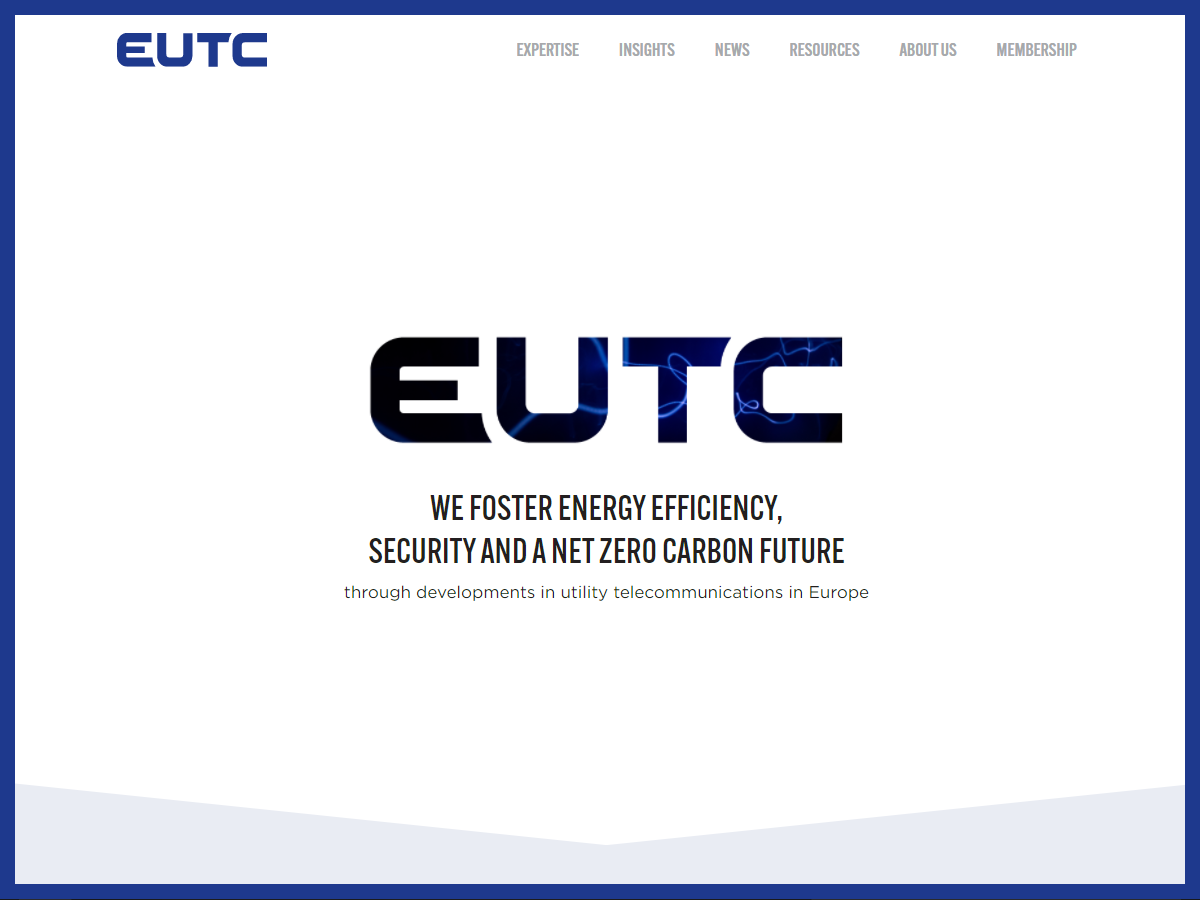 EUTC
EXPERTISE INSIGHTS NEWS RESOURCES ABOUT US MEMBERSHIP
EUTC
WE FOSTER ENERGY EFFICIENCY,
SECURITY AND A NET ZERO CARBON FUTURE
through developments in utility telecommunications in Europe